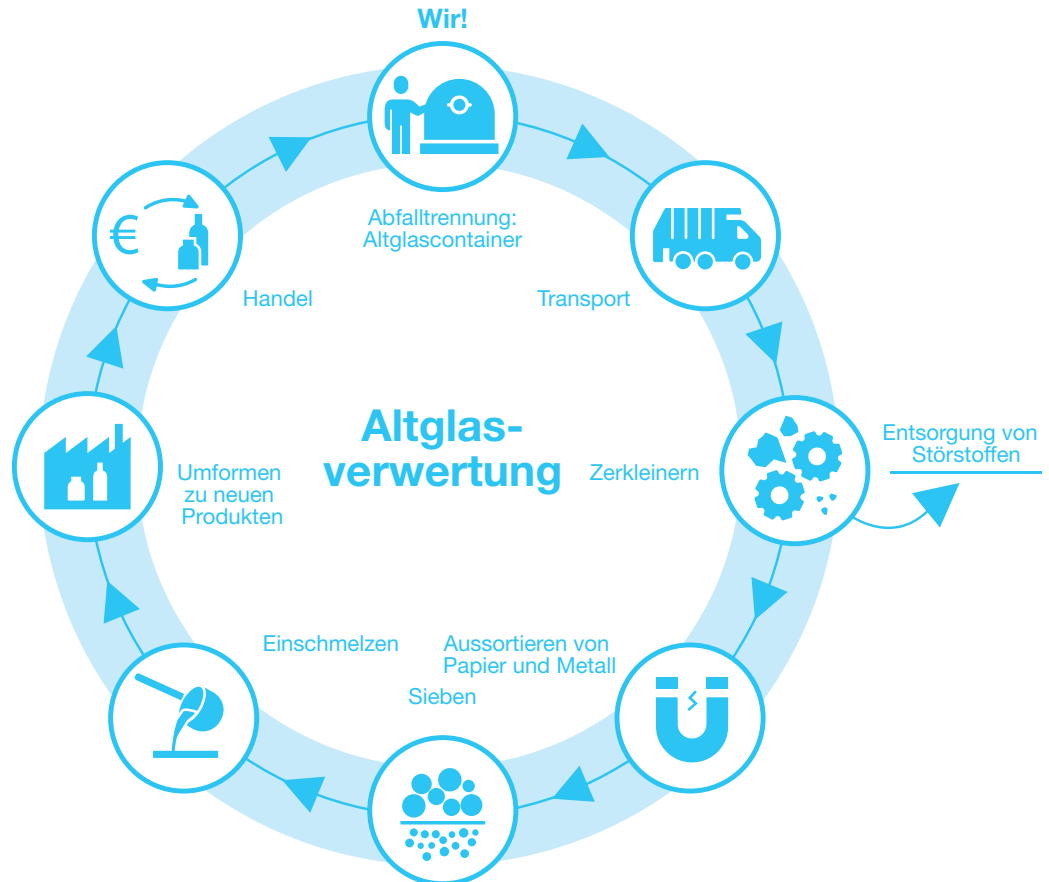 Wir!
Abfalltrennung:
Altglascontainer
Transport
€
Handel
Altglas-
verwertung
Zerkleinern
Entsorgung von
Störstoffen
Umformen
zu neuen
Produkten
Einschmelzen
Aussortieren von
Papier und Metall
Sieben